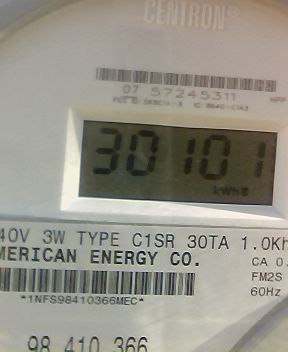 CENTRON®
07 57245311
30101
kWh
40V 3W TYPE C1SR 30TA 1.0Kh
MERICAN ENERGY CO.
CA 0.
FM2S
*1NFS98410366MEC*
60Hz
98 410 366